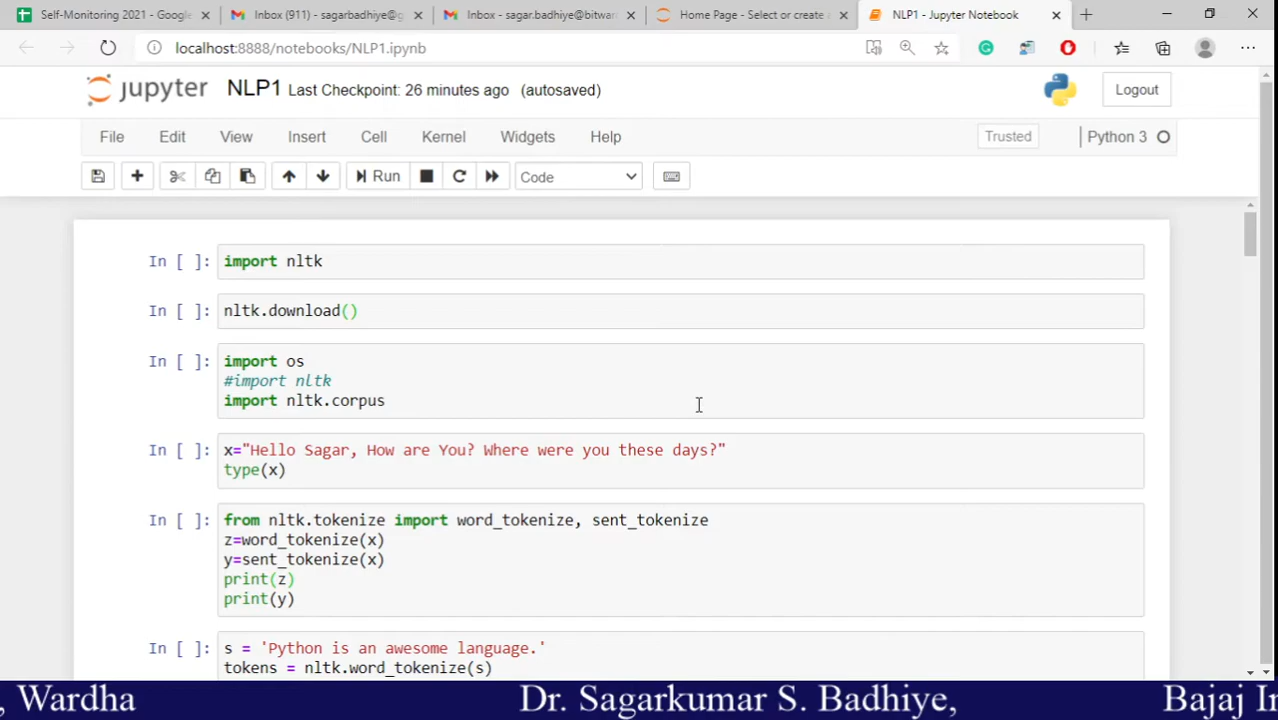 Self-Monitoring 2021 - Google
Inbox (911) - sagarbadhiye@g
Inbox - sagar.badhiye@bitwar
Home Page - Select or create a
NLP1 - Jupyter Notebook
localhost:8888/notebooks/NLP1.ipynb
jupyter NLP1 Last Checkpoint: 26 minutes ago (autosaved)
Logout
File Edit View Insert Cell Kernel Widgets Help
Trusted
Python 3
Run
Code
In [ ]: import nltk
In [ ]: nltk.download()
In [ ]: import os
#import nltk
import nltk.corpus
In [ ]: x="Hello Sagar, How are You? Where were you these days?"
type(x)
In [ ]: from nltk.tokenize import word_tokenize, sent_tokenize
z=word_tokenize(x)
y=sent_tokenize(x)
print(z)
print(y)
In [ ]: s = 'Python is an awesome language.'
tokens = nltk.word_tokenize(s)
, Wardha Dr. Sagarkumar S. Badhiye, Bajaj In